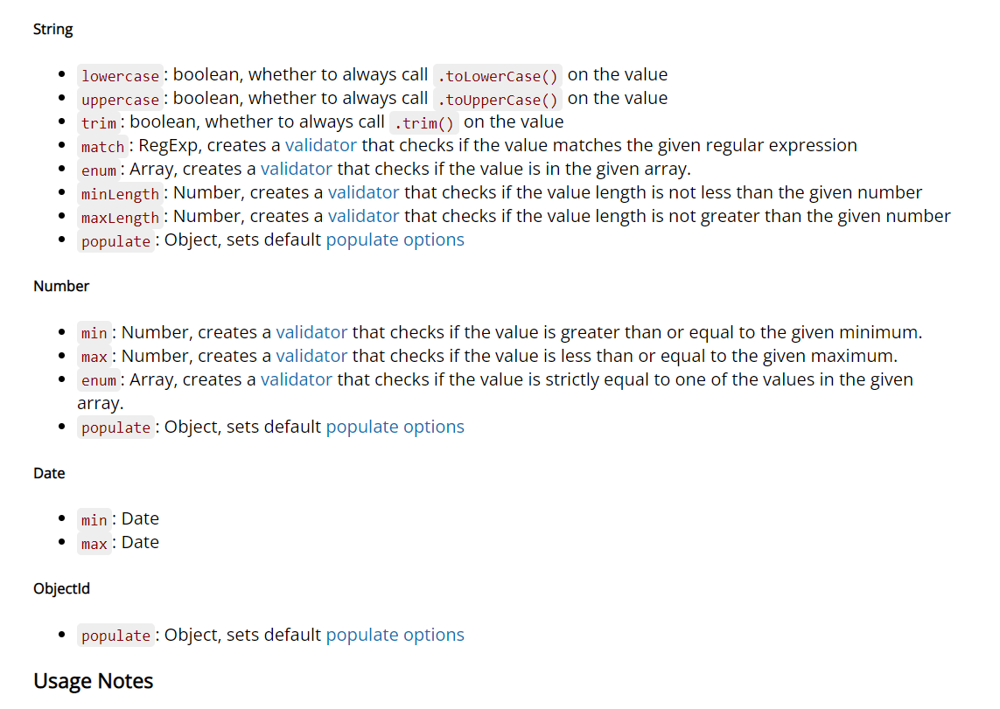 String
lowercase: boolean, whether to always call .toLowerCase() on the value
uppercase: boolean, whether to always call .toUpperCase() on the value
trim: boolean, whether to always call .trim() on the value
match: RegExp, creates a validator that checks if the value matches the given regular expression
enum: Array, creates a validator that checks if the value is in the given array.
minLength: Number, creates a validator that checks if the value length is not less than the given number
maxLength: Number, creates a validator that checks if the value length is not greater than the given number
populate: Object, sets default populate options
Number
min: Number, creates a validator that checks if the value is greater than or equal to the given minimum.
max: Number, creates a validator that checks if the value is less than or equal to the given maximum.
enum: Array, creates a validator that checks if the value is strictly equal to one of the values in the given
array.
populate: Object, sets default populate options
Date
min: Date
max: Date
ObjectId
populate: Object, sets default populate options
Usage Notes